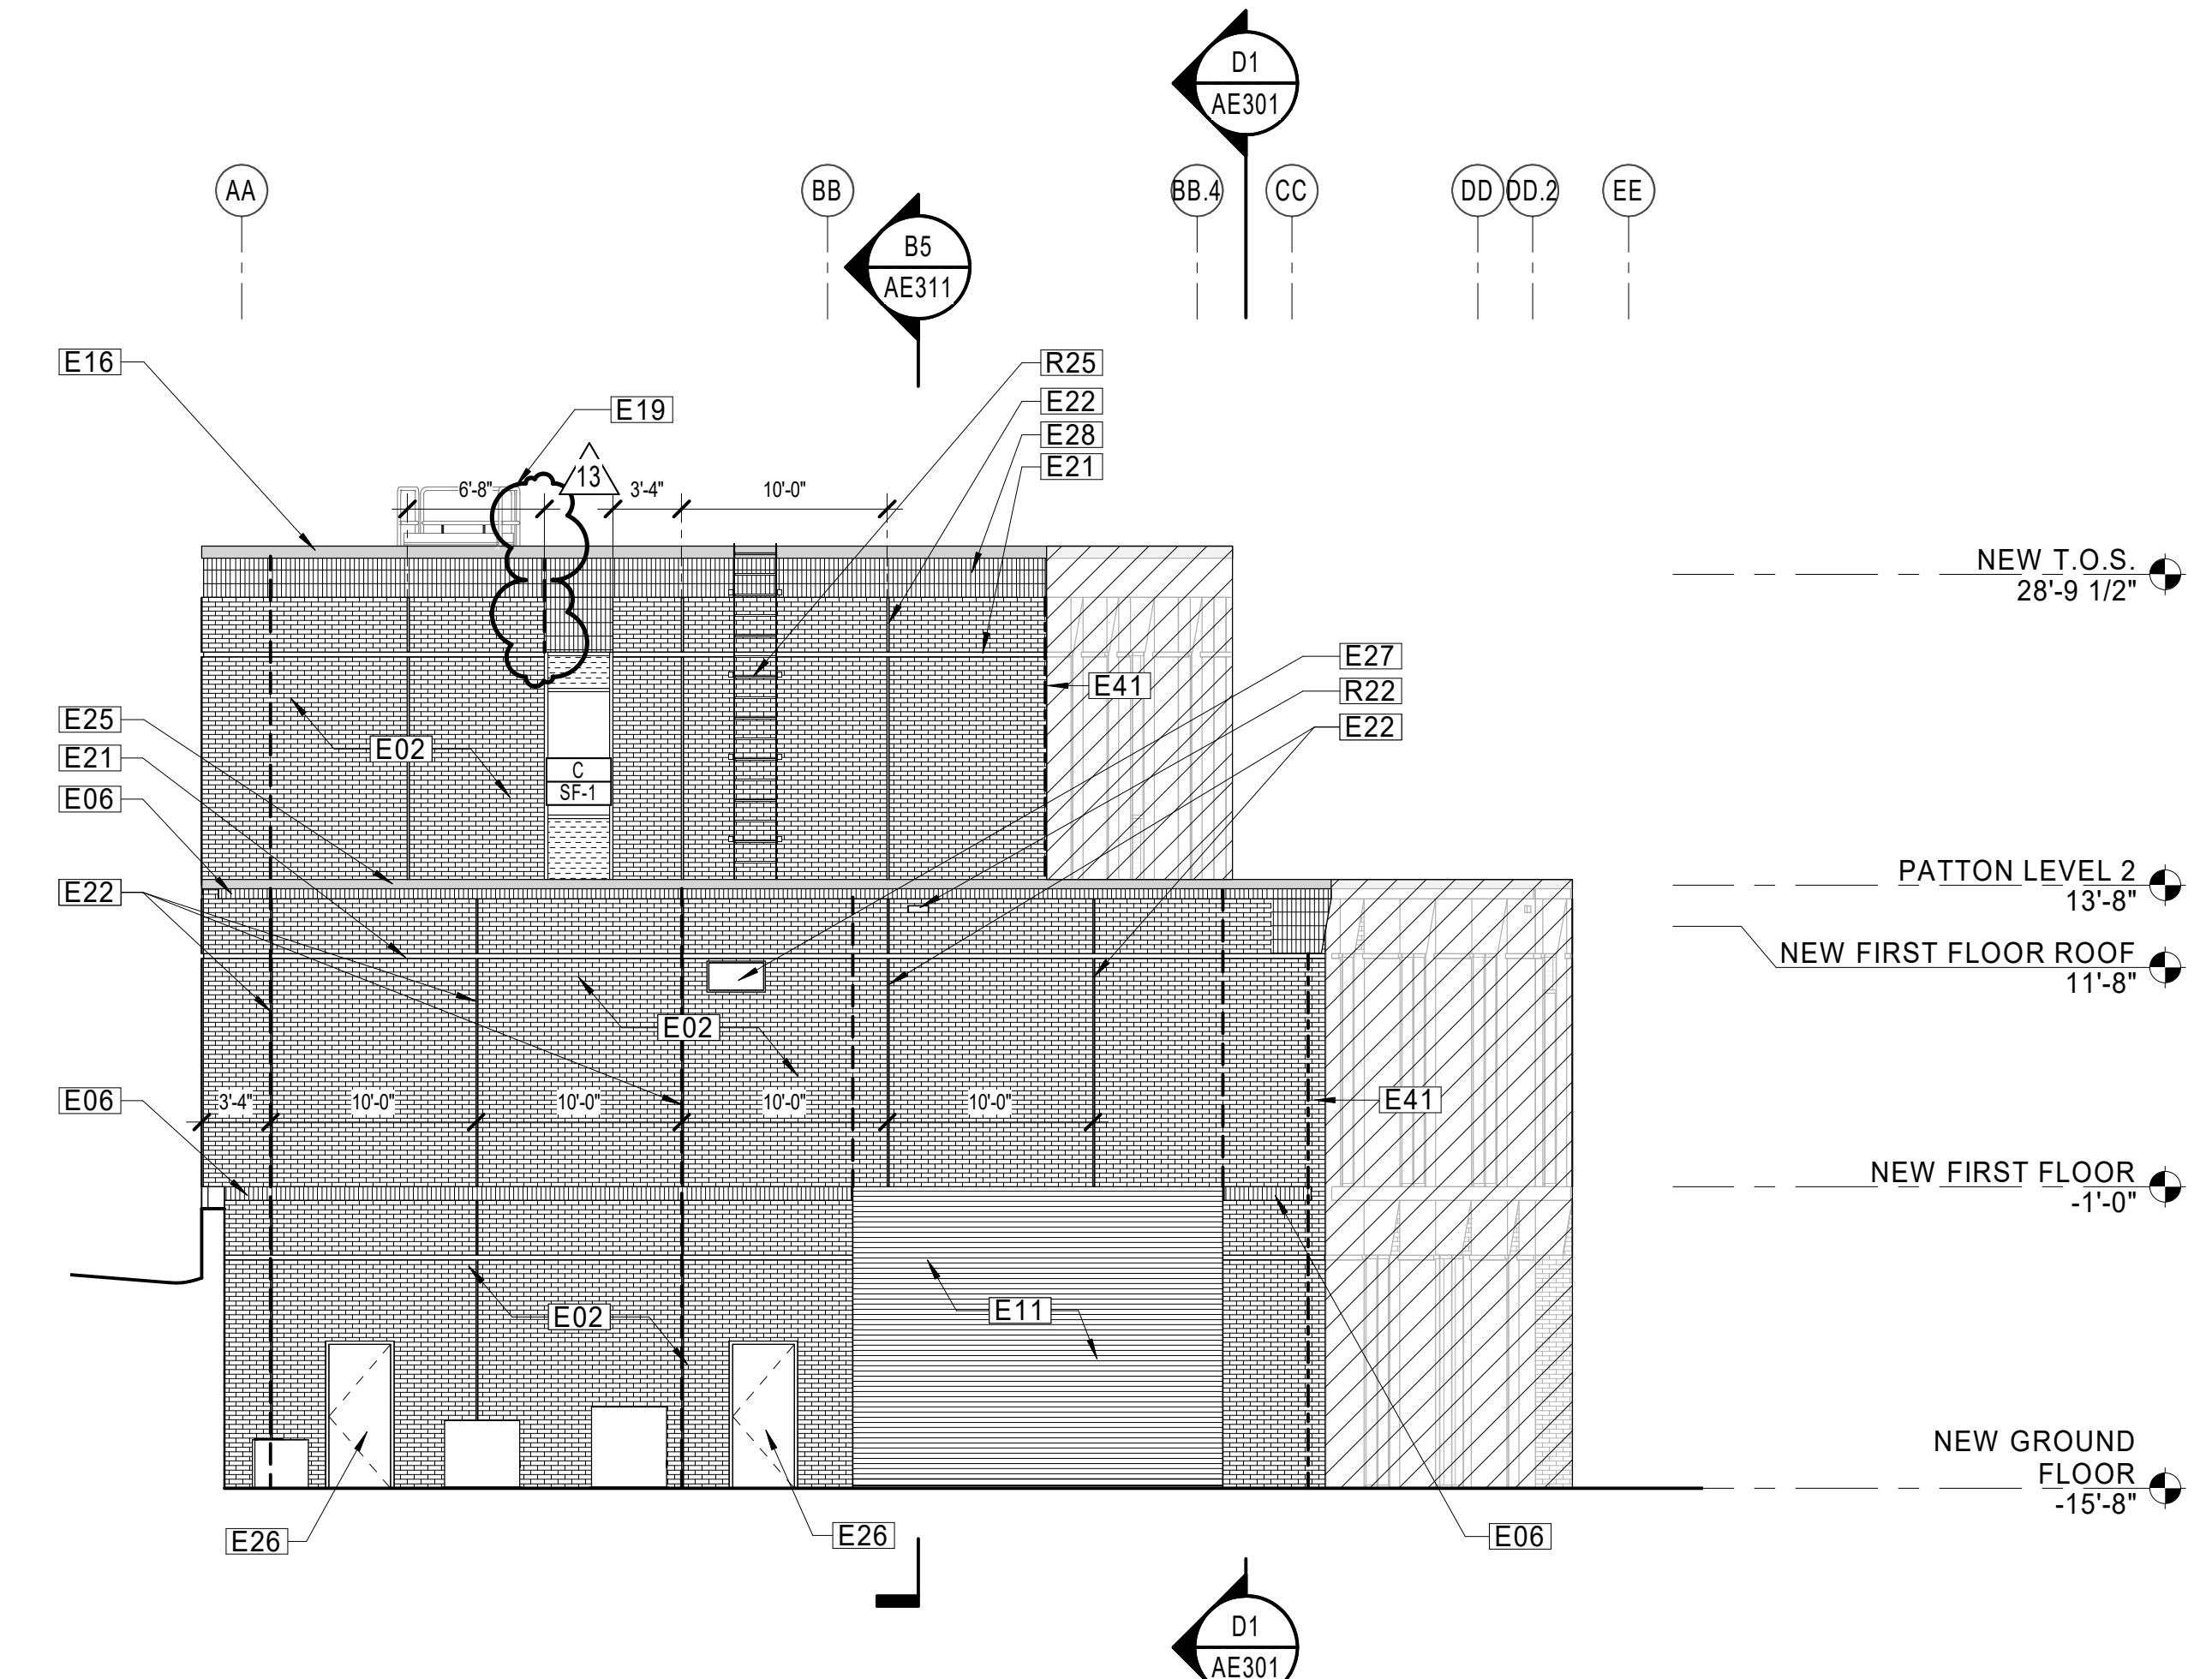 D1
AE301
AA
BB
BB.4
CC
DD
DD.2
EE
B5
AE311
E16
R25
E22
E28
E21
E19
13
6'-8"
3'-4"
10'-0"
NEW T.O.S.
28'-9 1/2"
E27
R22
E22
E41
E25
E21
E06
E22
E02
C
SF-1
PATTON LEVEL 2
13'-8"
NEW FIRST FLOOR ROOF
11'-8"
E02
E06
3'-4"
10'-0"
10'-0"
10'-0"
10'-0"
E41
NEW FIRST FLOOR
-1'-0"
E02
E11
NEW GROUND
FLOOR
-15'-8"
E26
E26
E06
D1
AE301